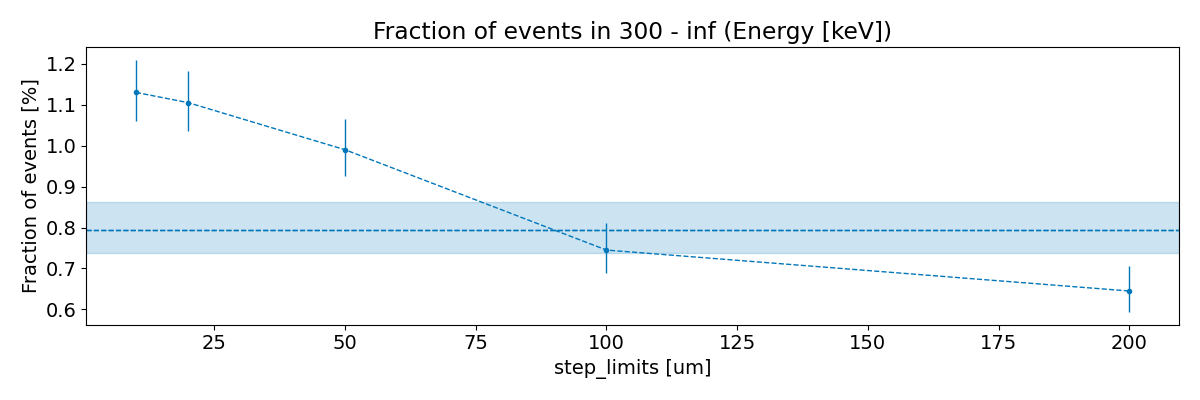 Fraction of events in 300 - inf (Energy [keV])
Fraction of events [%]
1.2
1.1
1.0
0.9
0.8
0.7
0.6
25 50 75 100 125 150 175 200
step_limits [um]